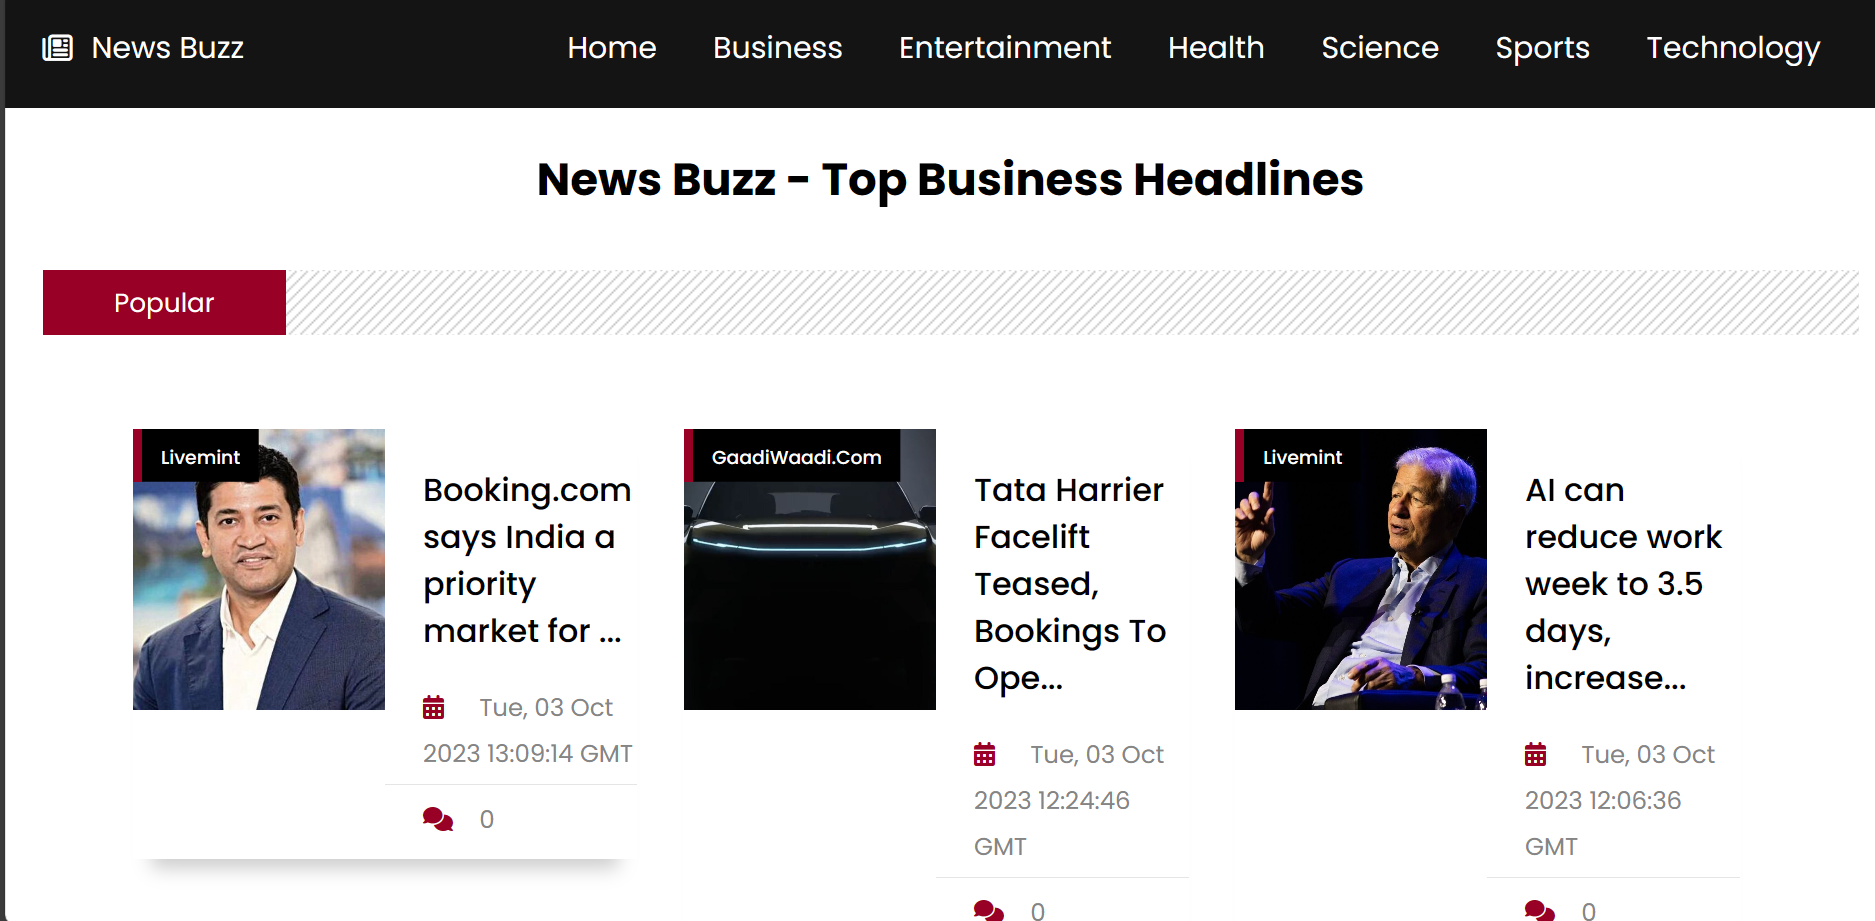 News Buzz
Home Business Entertainment Health Science Sports Technology
News Buzz - Top Business Headlines
Popular
Livemint
Booking.com
says India a
priority
market for ...
Tue, 03 Oct
2023 13:09:14 GMT
0
GaadiWaadi.Com
Tata Harrier
Facelift
Teased,
Bookings To
Ope...
Tue, 03 Oct
2023 12:24:46
GMT
0
Livemint
AI can
reduce work
week to 3.5
days,
increase...
Tue, 03 Oct
2023 12:06:36
GMT
0